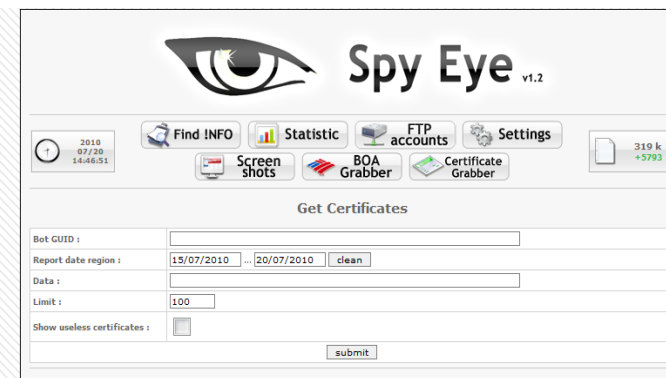 Spy Eye v1.2
2010
07/20
14:46:51
Find !NFO
Statistic
FTP accounts
Settings
Screen shots
BOA Grabber
Certificate Grabber
319 k
+5793
Get Certificates
Bot GUID :
Report date region : 15/07/2010 ... 20/07/2010 clean
Data :
Limit : 100
Show useless certificates :
submit